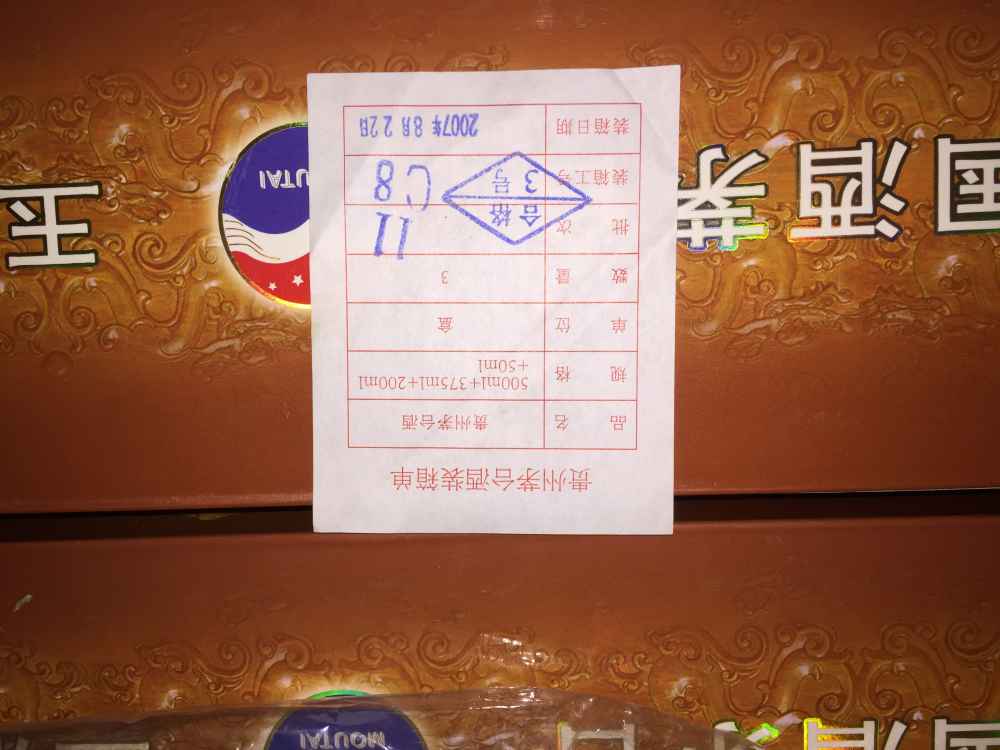 贵州茅台酒装箱单
品名 贵州茅台酒
规格 500ml+375ml+200ml
+50ml
单位 盒
数量 3
批次 11
装箱工号 C8
合格
3号
装箱日期 2007年8月22日
国酒茅
OUTAI
玉
MOUTAI